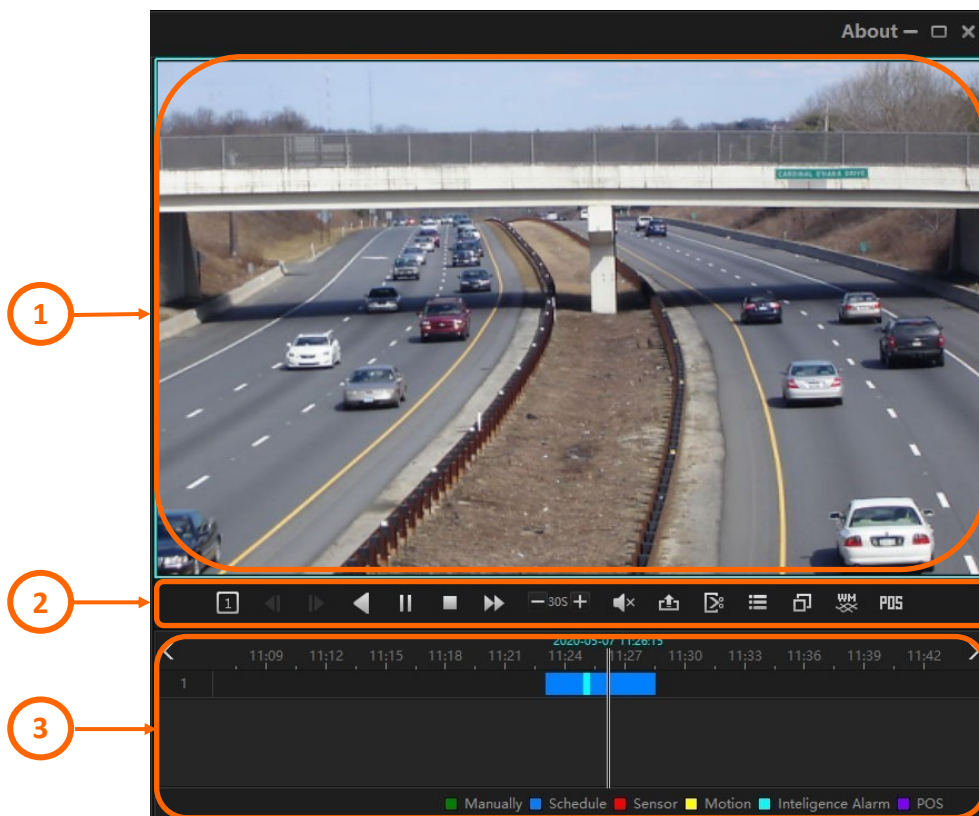 About
CARDINAL O'HARA DRIVE
1
2
1 30S WM POS
2020-05-07 11:26:15
11:09 11:12 11:15 11:18 11:21 11:24 11:27 11:30 11:33 11:36 11:39 11:42
1
3
Manually Schedule Sensor Motion Inteligence Alarm POS